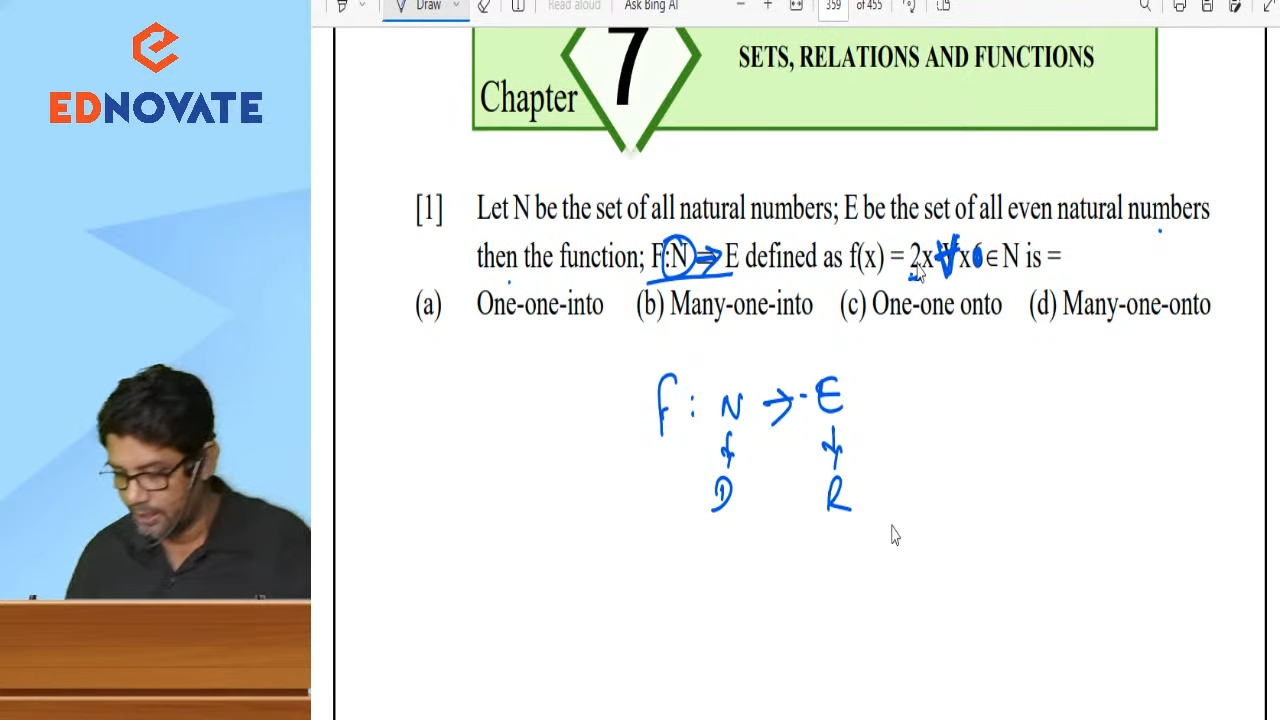 Draw
Read aloud
Ask Bing AI
359 of 455
EDNOVATE
Chapter 7
SETS, RELATIONS AND FUNCTIONS
[1] Let N be the set of all natural numbers; E be the set of all even natural numbers
then the function; F:N → E defined as f(x) = 2x ∀ x ∈ N is =
(a) One-one-into (b) Many-one-into (c) One-one onto (d) Many-one-onto
F : N → E
D R